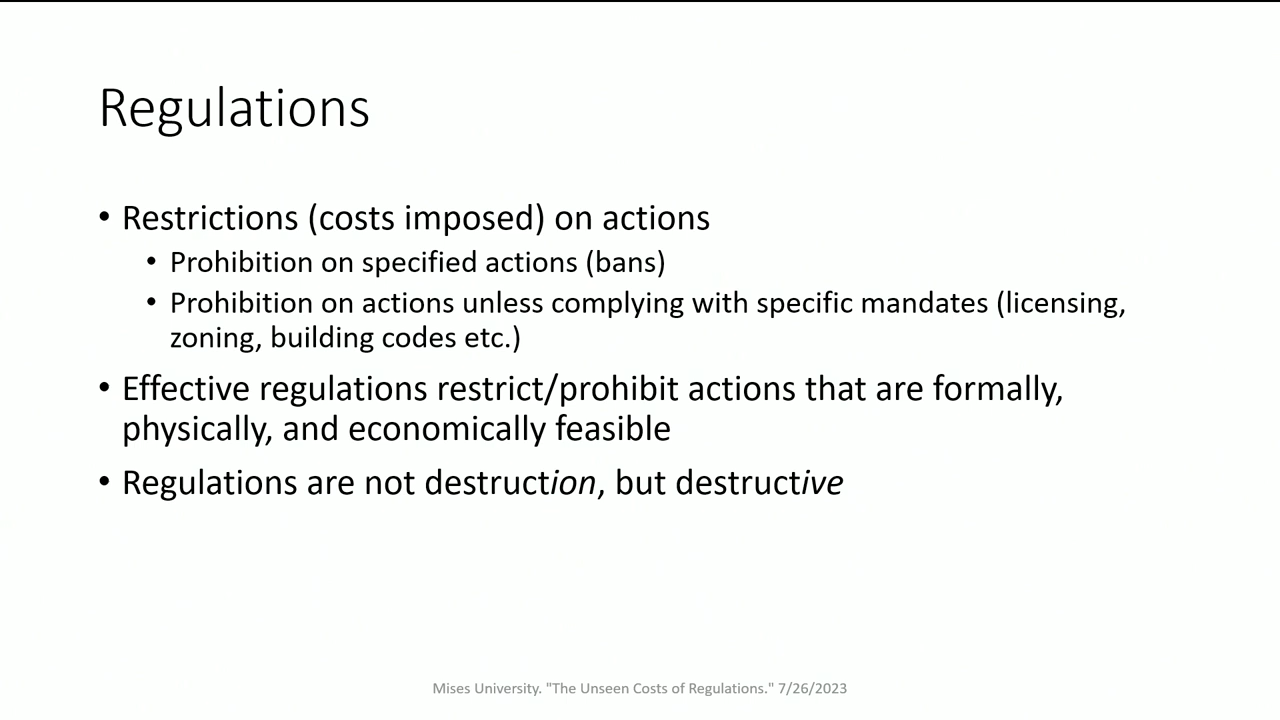 Regulations
• Restrictions (costs imposed) on actions
• Prohibition on specified actions (bans)
• Prohibition on actions unless complying with specific mandates (licensing,
zoning, building codes etc.)
• Effective regulations restrict/prohibit actions that are formally,
physically, and economically feasible
• Regulations are not destruction, but destructive
Mises University. "The Unseen Costs of Regulations." 7/26/2023